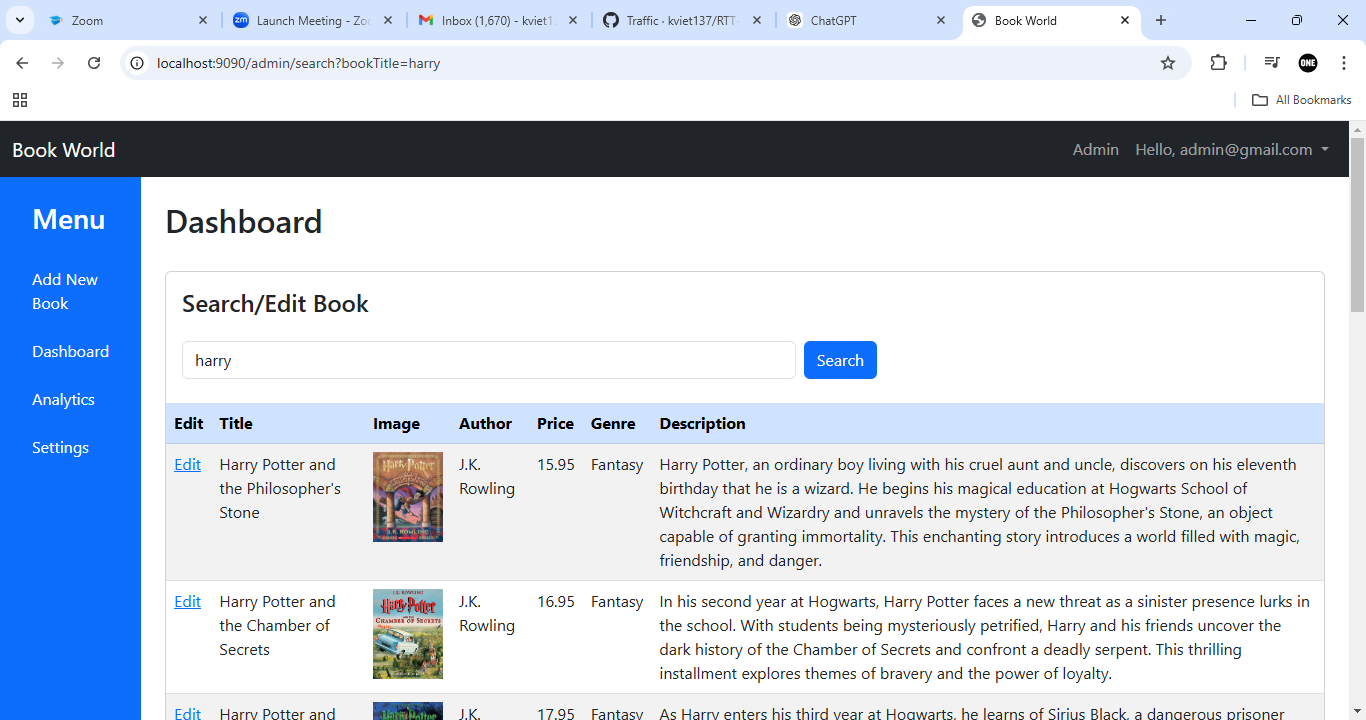 Zoom
Launch Meeting - Zoo
Inbox (1,670) - kviet1
Traffic · kviet137/RTT-
ChatGPT
Book World
localhost:9090/admin/search?bookTitle=harry
ONE
All Bookmarks
Book World
Admin
Hello, admin@gmail.com
Menu
Add New
Book
Dashboard
Analytics
Settings
Dashboard
Search/Edit Book
harry
Search
Edit Title Image Author Price Genre Description
Edit
Harry Potter and
the Philosopher's
Stone
Harry Potter
J.K. ROWLING
J.K.
Rowling
15.95
Fantasy
Harry Potter, an ordinary boy living with his cruel aunt and uncle, discovers on his eleventh
birthday that he is a wizard. He begins his magical education at Hogwarts School of
Witchcraft and Wizardry and unravels the mystery of the Philosopher's Stone, an object
capable of granting immortality. This enchanting story introduces a world filled with magic,
friendship, and danger.
Edit
Harry Potter and
the Chamber of
Secrets
J.K. ROWLING
Harry Potter
CHAMBER OF SECRETS
J.K.
Rowling
16.95
Fantasy
In his second year at Hogwarts, Harry Potter faces a new threat as a sinister presence lurks in
the school. With students being mysteriously petrified, Harry and his friends uncover the
dark history of the Chamber of Secrets and confront a deadly serpent. This thrilling
installment explores themes of bravery and the power of loyalty.
Edit
Harry Potter and
Harry Potter
J.K.
17.95
Fantasy
As Harry enters his third year at Hogwarts, he learns of Sirius Black, a dangerous prisoner